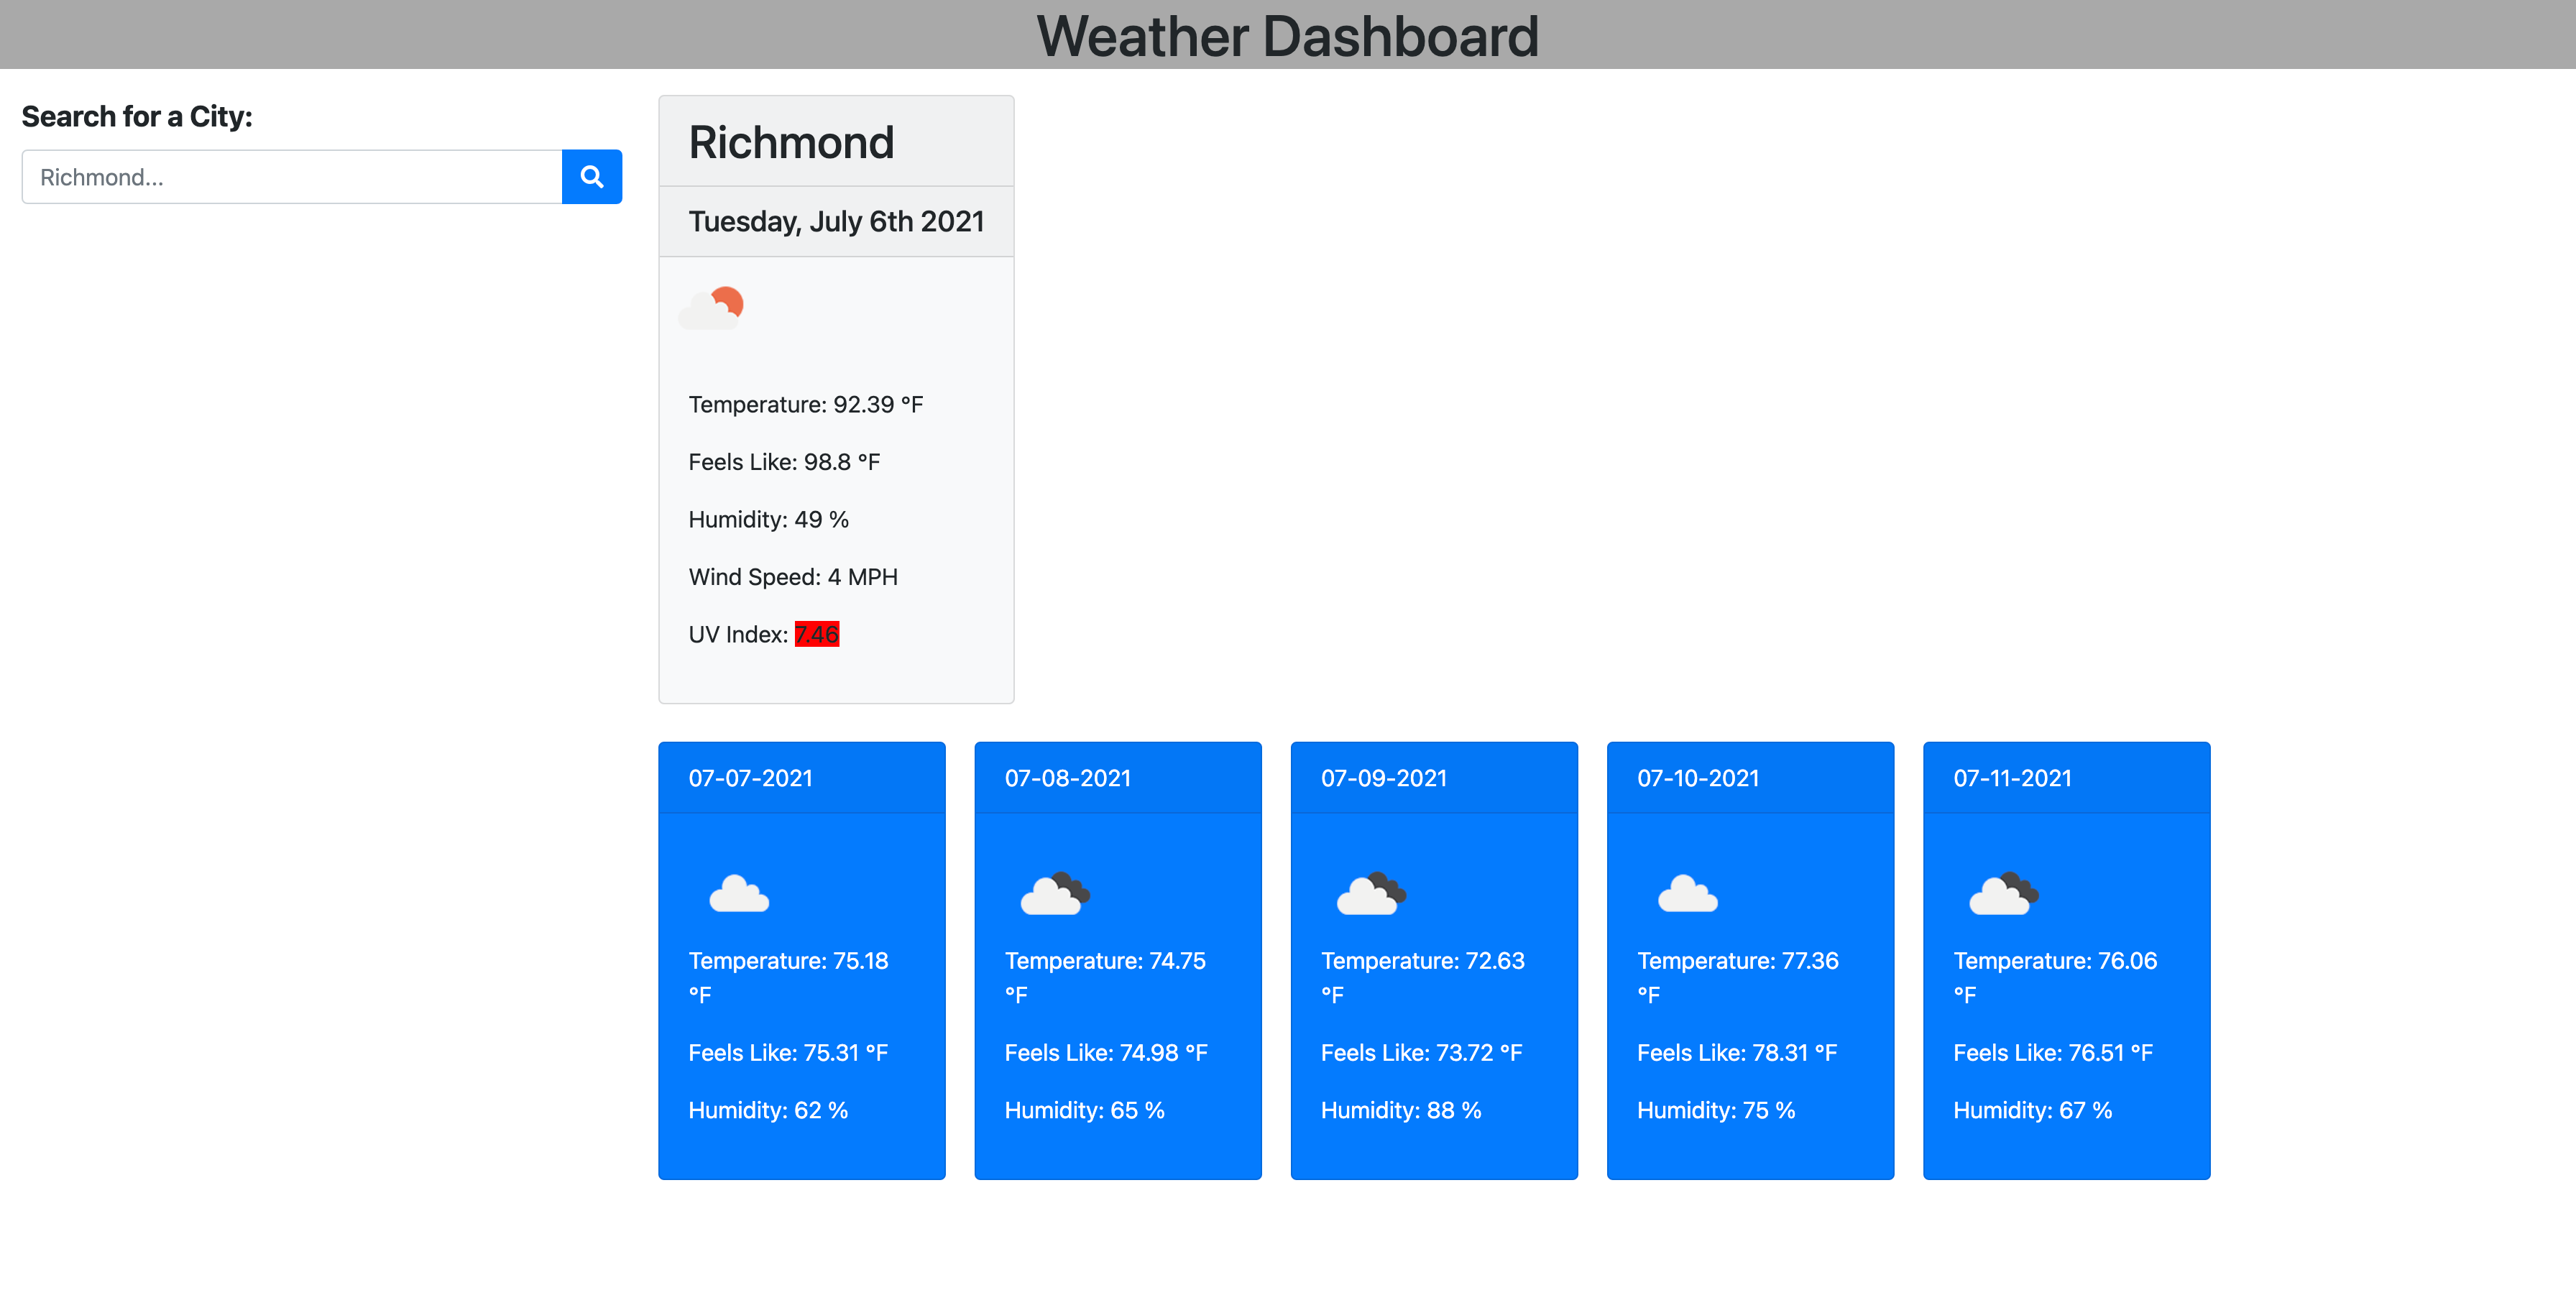 Weather Dashboard
Search for a City:
Richmond...
Richmond
Tuesday, July 6th 2021
Temperature: 92.39 °F
Feels Like: 98.8 °F
Humidity: 49 %
Wind Speed: 4 MPH
UV Index: 7.46
07-07-2021
Temperature: 75.18
°F
Feels Like: 75.31 °F
Humidity: 62 %
07-08-2021
Temperature: 74.75
°F
Feels Like: 74.98 °F
Humidity: 65 %
07-09-2021
Temperature: 72.63
°F
Feels Like: 73.72 °F
Humidity: 88 %
07-10-2021
Temperature: 77.36
°F
Feels Like: 78.31 °F
Humidity: 75 %
07-11-2021
Temperature: 76.06
°F
Feels Like: 76.51 °F
Humidity: 67 %